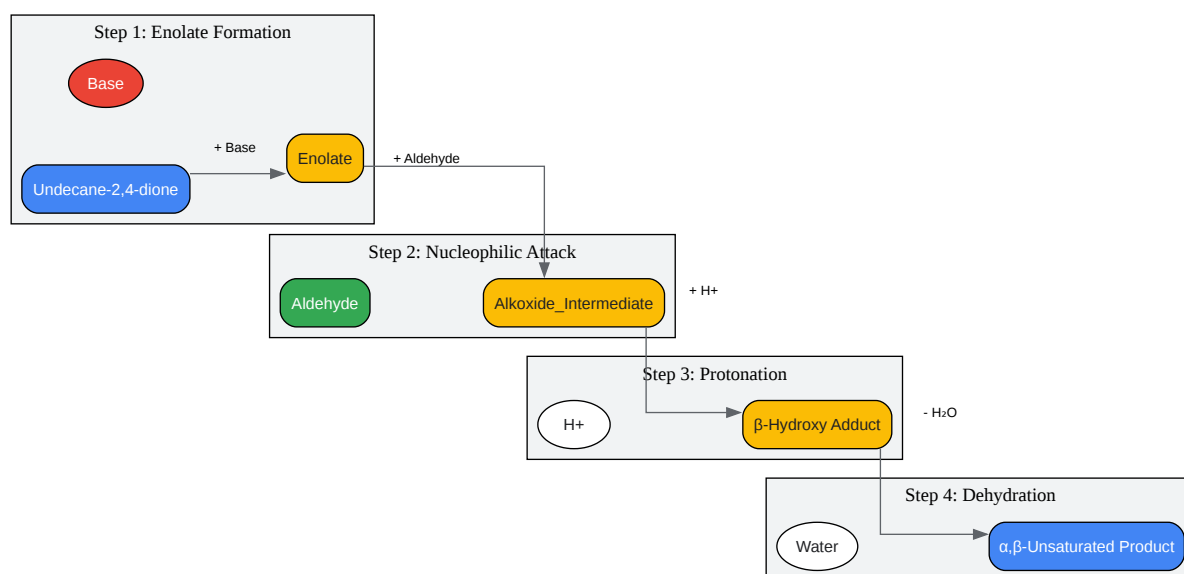 Step 1: Enolate Formation
Base
+ Base
Undecane-2,4-dione
Enolate
+ Aldehyde
Step 2: Nucleophilic Attack
Aldehyde
Alkoxide_Intermediate
+ H+
Step 3: Protonation
H+
β-Hydroxy Adduct
- H₂O
Step 4: Dehydration
Water
α,β-Unsaturated Product